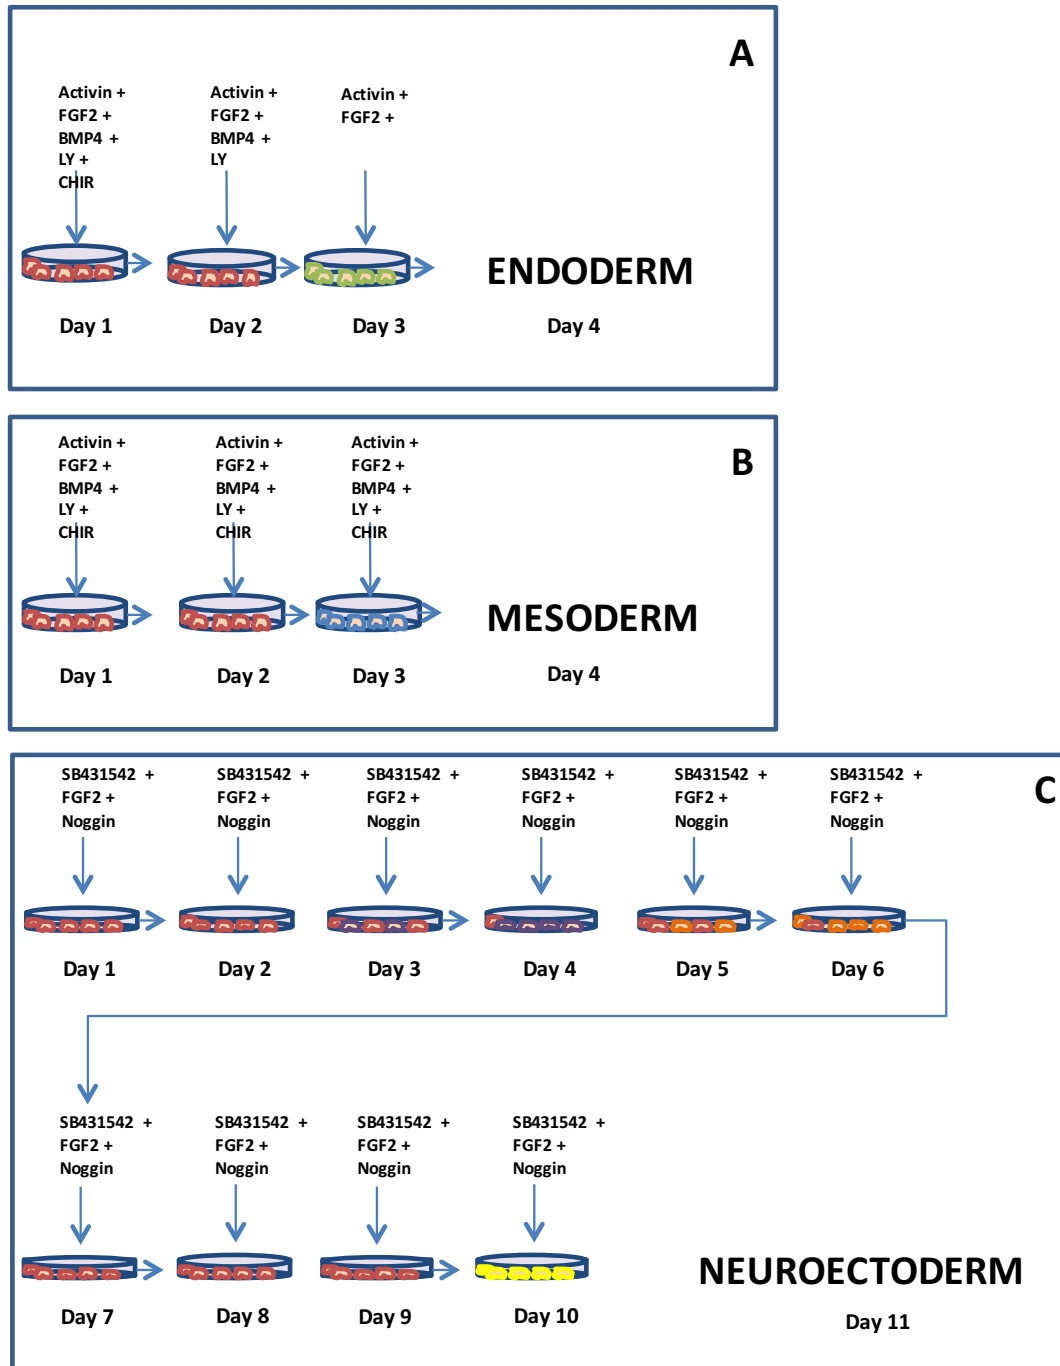 A
Activin +
FGF2 +
BMP4 +
LY +
CHIR
Activin +
FGF2 +
BMP4 +
LY
Activin +
FGF2 +
ENDODERM
Day 1
Day 2
Day 3
Day 4
B
Activin +
FGF2 +
BMP4 +
LY +
CHIR
Activin +
FGF2 +
BMP4 +
LY +
CHIR
Activin +
FGF2 +
BMP4 +
LY +
CHIR
MESODERM
Day 1
Day 2
Day 3
Day 4
C
SB431542 +
FGF2 +
Noggin
SB431542 +
FGF2 +
Noggin
SB431542 +
FGF2 +
Noggin
SB431542 +
FGF2 +
Noggin
SB431542 +
FGF2 +
Noggin
SB431542 +
FGF2 +
Noggin
Day 1
Day 2
Day 3
Day 4
Day 5
Day 6
SB431542 +
FGF2 +
Noggin
SB431542 +
FGF2 +
Noggin
SB431542 +
FGF2 +
Noggin
SB431542 +
FGF2 +
Noggin
NEUROECTODERM
Day 7
Day 8
Day 9
Day 10
Day 11